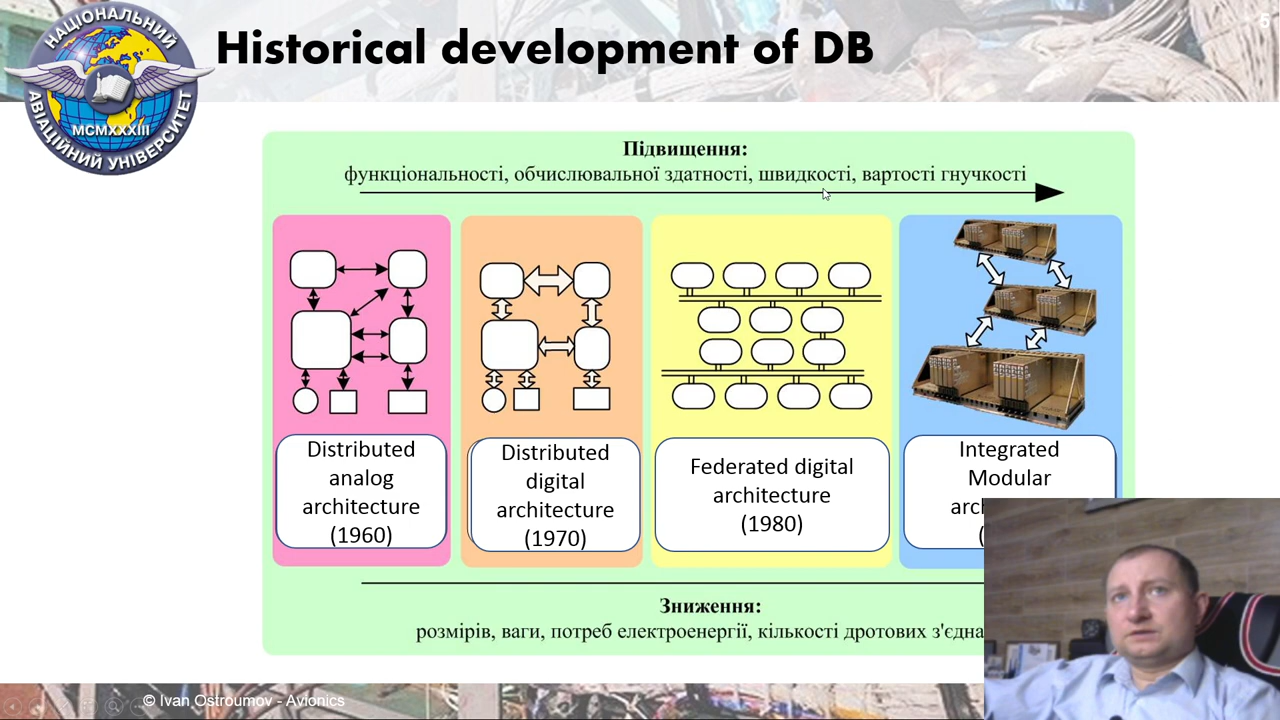 НАЦІОНАЛЬНИЙ
АВІАЦІЙНИЙ УНІВЕРСИТЕТ
MCMXXXIII
Historical development of DB
5
Підвищення:
функціональності, обчислювальної здатності, швидкості, вартості гнучкості
Distributed
analog
architecture
(1960)
Distributed
digital
architecture
(1970)
Federated digital
architecture
(1980)
Integrated
Modular
Зниження:
розмірів, ваги, потреб електроенергії, кількості дротових
© Ivan Ostroumov - Avionics